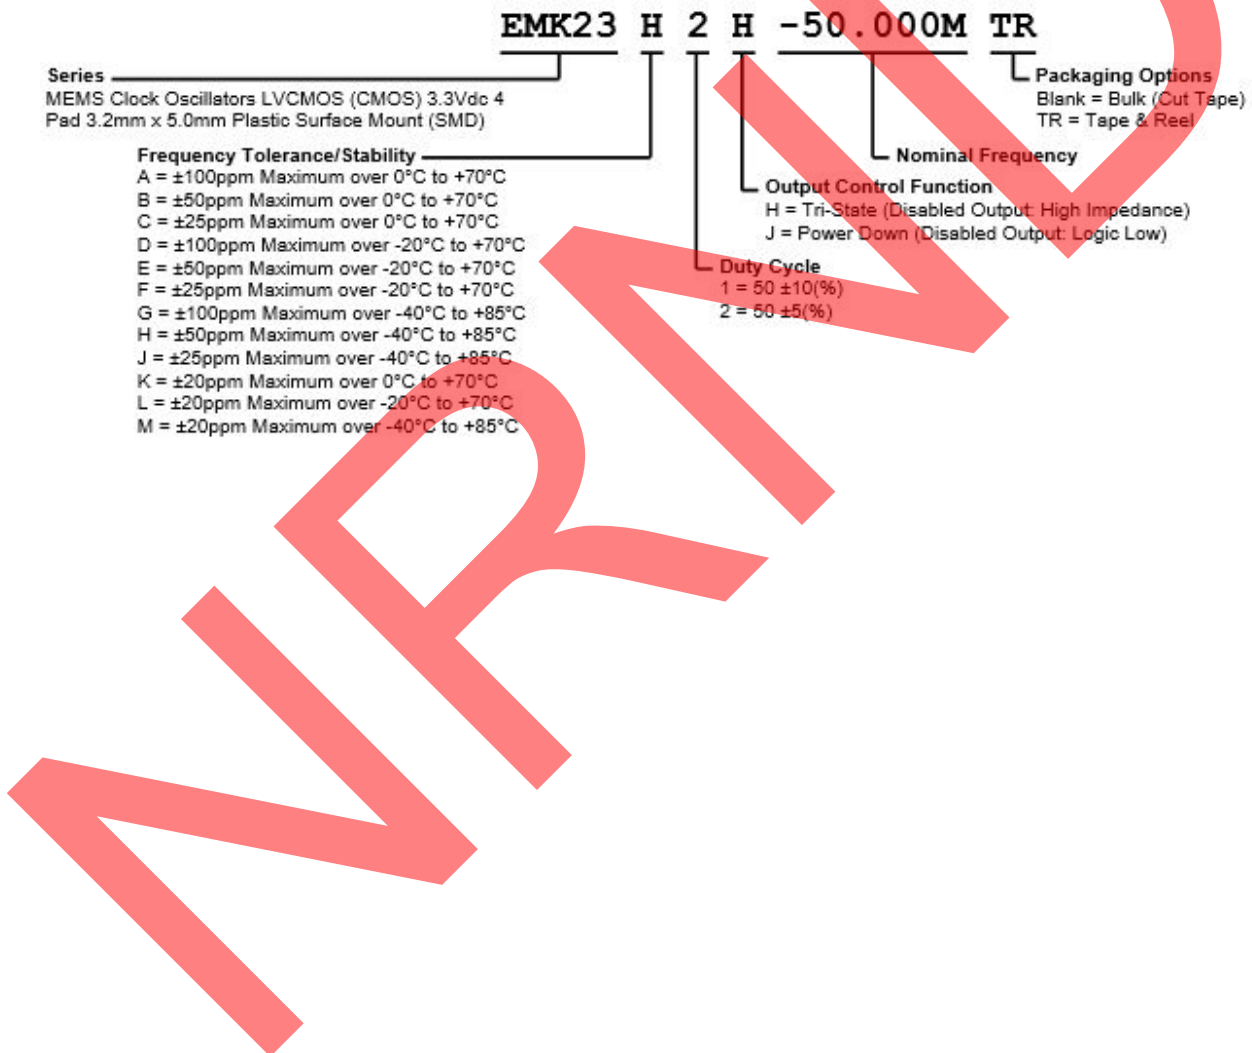 EMK23 H 2 H -50.000M TR
Series
MEMS Clock Oscillators LVCMOS (CMOS) 3.3Vdc 4
Pad 3.2mm x 5.0mm Plastic Surface Mount (SMD)
Packaging Options
Blank = Bulk (Cut Tape)
TR = Tape & Reel
Frequency Tolerance/Stability
A = ±100ppm Maximum over 0°C to +70°C
B = ±50ppm Maximum over 0°C to +70°C
C = ±25ppm Maximum over 0°C to +70°C
D = ±100ppm Maximum over -20°C to +70°C
E = ±50ppm Maximum over -20°C to +70°C
F = ±25ppm Maximum over -20°C to +70°C
G = ±100ppm Maximum over -40°C to +85°C
H = ±50ppm Maximum over -40°C to +85°C
J = ±25ppm Maximum over -40°C to +85°C
K = ±20ppm Maximum over 0°C to +70°C
L = ±20ppm Maximum over -20°C to +70°C
M = ±20ppm Maximum over -40°C to +85°C
Nominal Frequency
Output Control Function
H = Tri-State (Disabled Output: High Impedance)
J = Power Down (Disabled Output: Logic Low)
Duty Cycle
1 = 50 ±10(%)
2 = 50 ±5(%)
NRND